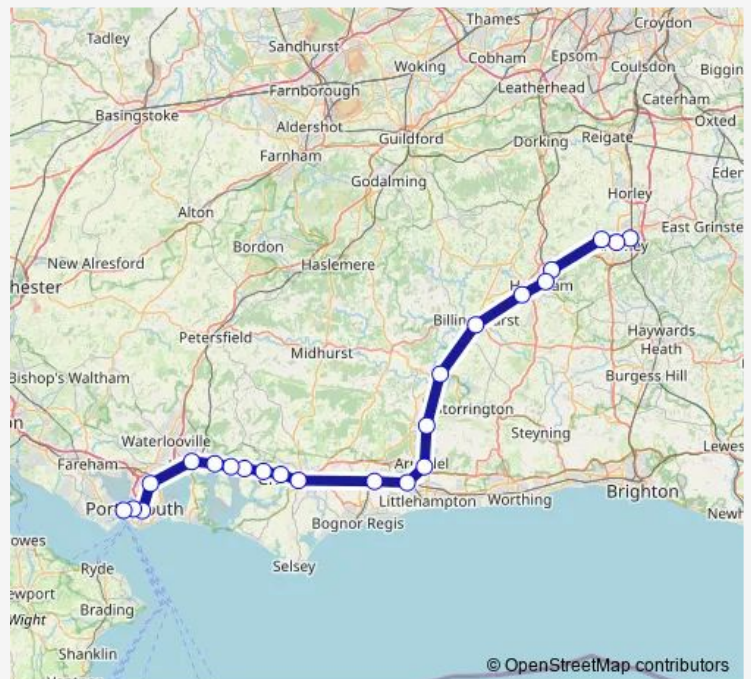 Thames
Croydon
Tadley
Sandhurst
Epsom
Cobham
Woking
Coulsdon
Biggin
Farnborough
Leatherhead
Caterham
Basingstoke
Oxted
Aldershot
Guildford
Dorking
Reigate
Farnham
Eden
Godalming
Horley
Alton
East Grinste
Bordon
Haslemere
New Alresford
hester
Billin
rst
Haywards
Heath
Petersfield
Midhurst
Bishop's Waltham
Burgess Hill
Storrington
Steyning
Waterlooville
Lewes
Fareham
Littlehampton
Worthing
Brighton
Portsmouth
Bognor Regis
Newh
owes
Selsey
Ryde
ewport
Brading
Wight
Shanklin
© OpenStreetMap contributors